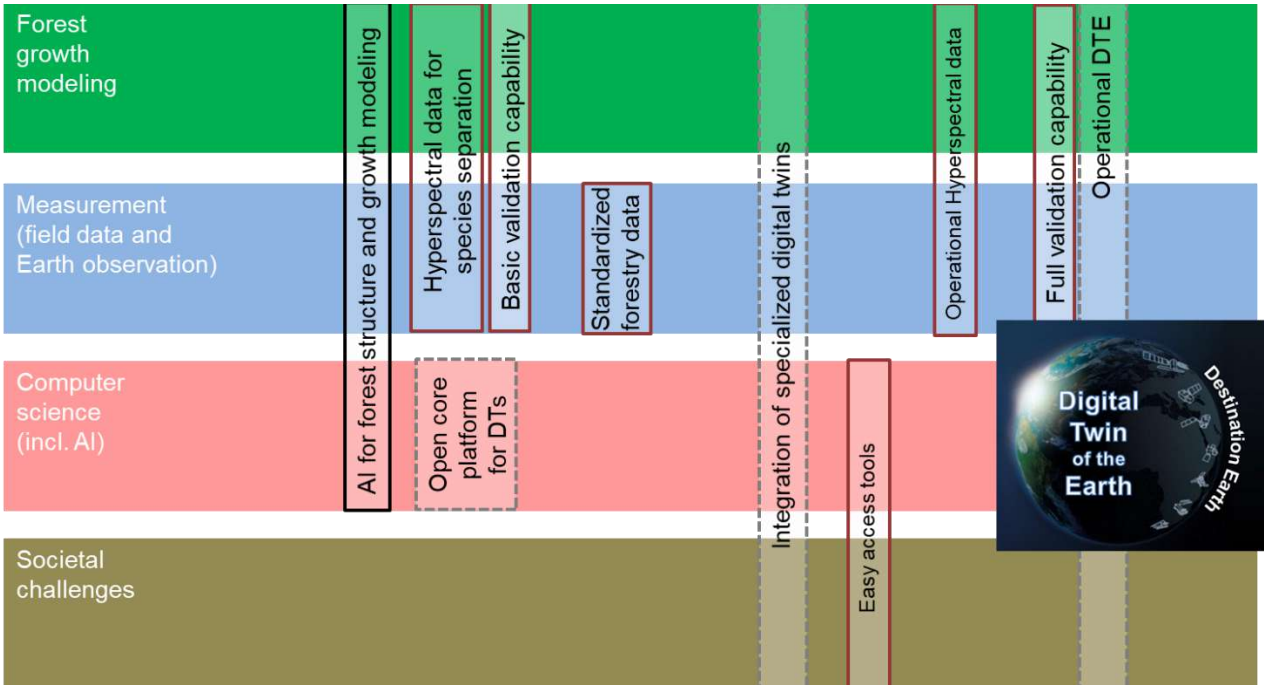 Forest
growth
modeling
Measurement
(field data and
Earth observation)
Computer
science
(incl. AI)
Societal
challenges
AI for forest structure and growth modeling
Hyperspectral data for
species separation
Basic validation capability
Open core
platform
for DTs
Standardized
forestry data
Integration of specialized digital twins
Easy access tools
Operational Hyperspectral data
Full validation capability
Operational DTE
Digital
Twin
of the
Earth
Destination Earth